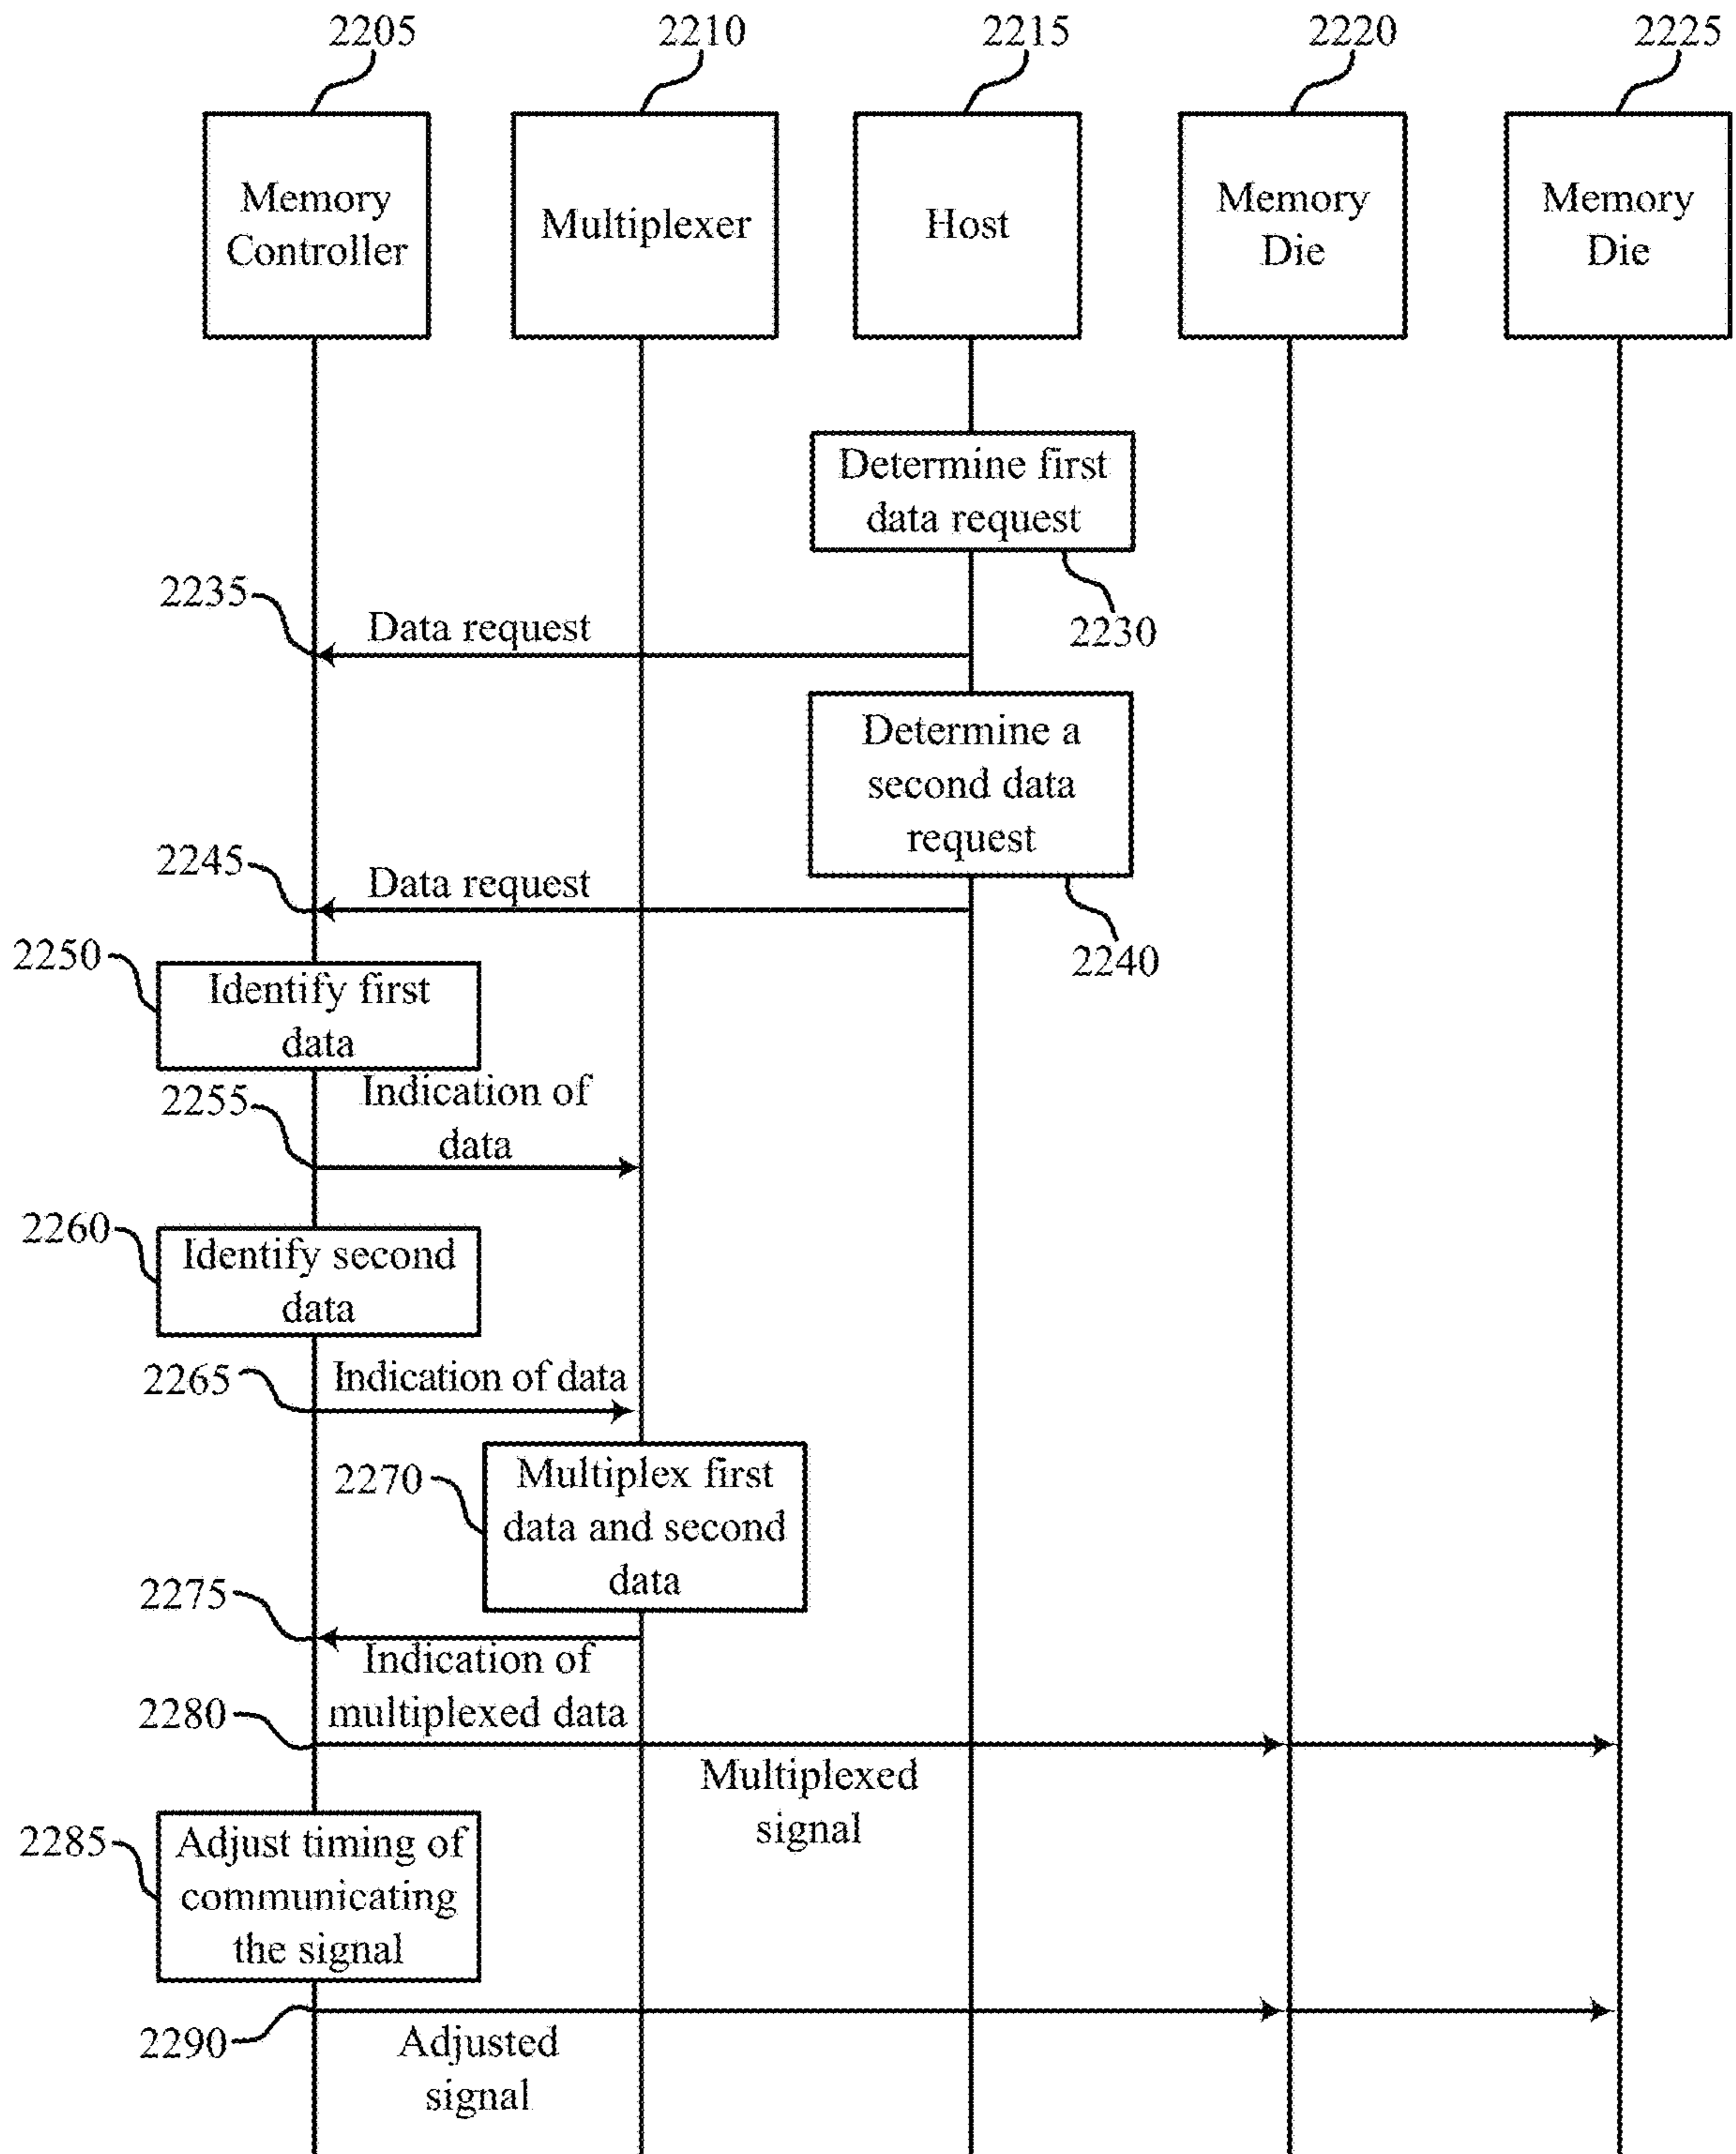 2205
2210
2215
2220
2225
Memory
Controller
Multiplexer
Host
Memory
Die
Memory
Die
Determine first
data request
2230
2235
Data request
Determine a
second data
request
2240
2245
Data request
2250
Identify first
data
2255
Indication of
data
2260
Identify second
data
2265
Indication of data
2270
Multiplex first
data and second
data
2275
Indication of
multiplexed data
2280
Multiplexed
signal
2285
Adjust timing of
communicating
the signal
2290
Adjusted
signal